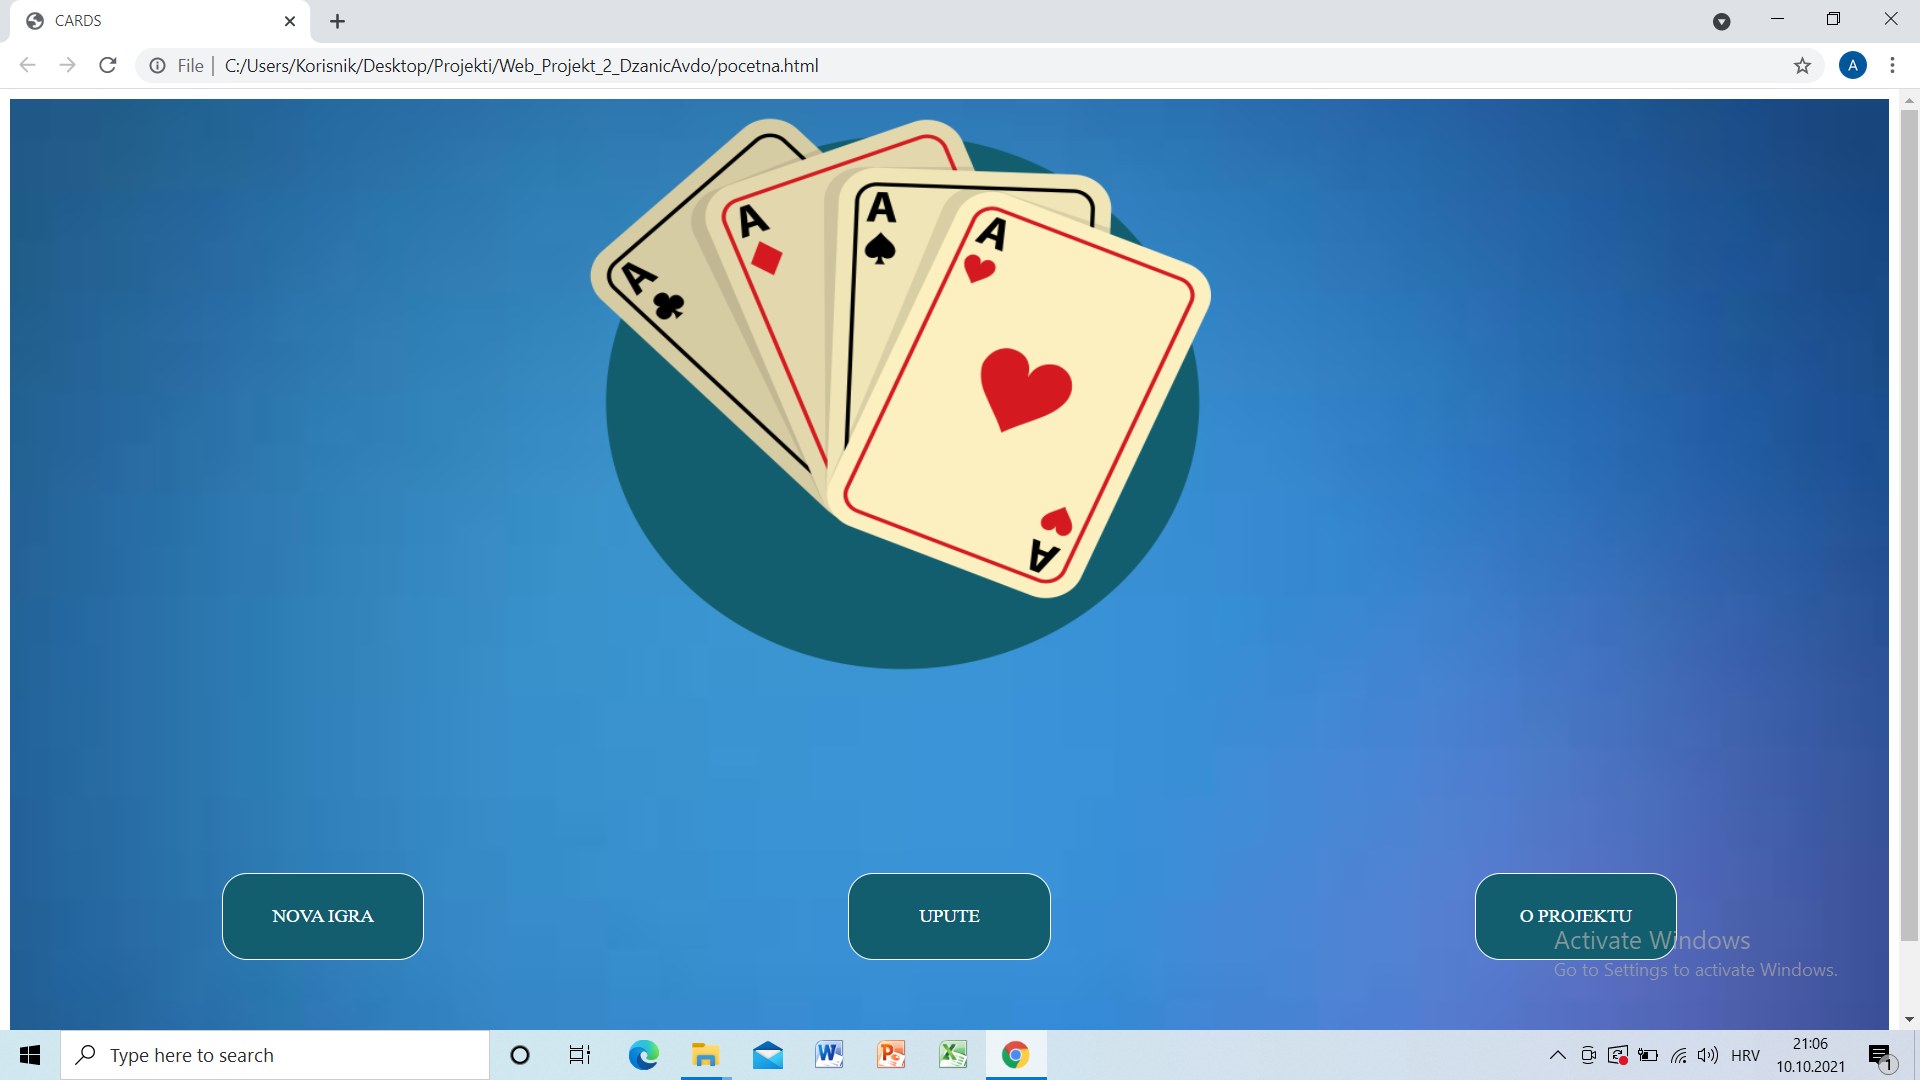 CARDS
File | C:/Users/Korisnik/Desktop/Projekti/Web_Projekt_2_DzanicAvdo/pocetna.html
A
A
A
A
A
A
NOVA IGRA
UPUTE
O PROJEKTU
Activate Windows
Go to Settings to activate Windows.
Type here to search
HRV
21:06
10.10.2021
1